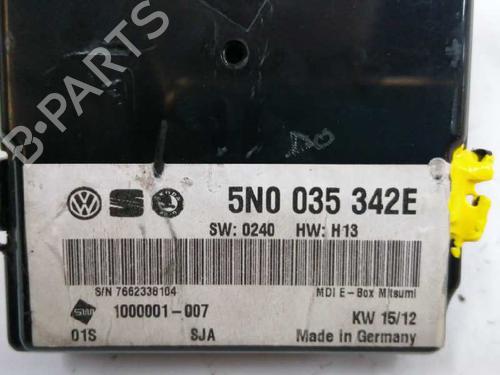 B-PARTS
5N0 035 342E
SW: 0240 HW: H13
S/N 7662338104
MDI E-Box Mitsumi
1000001-007
KW 15/12
01S
SJA
Made in Germany